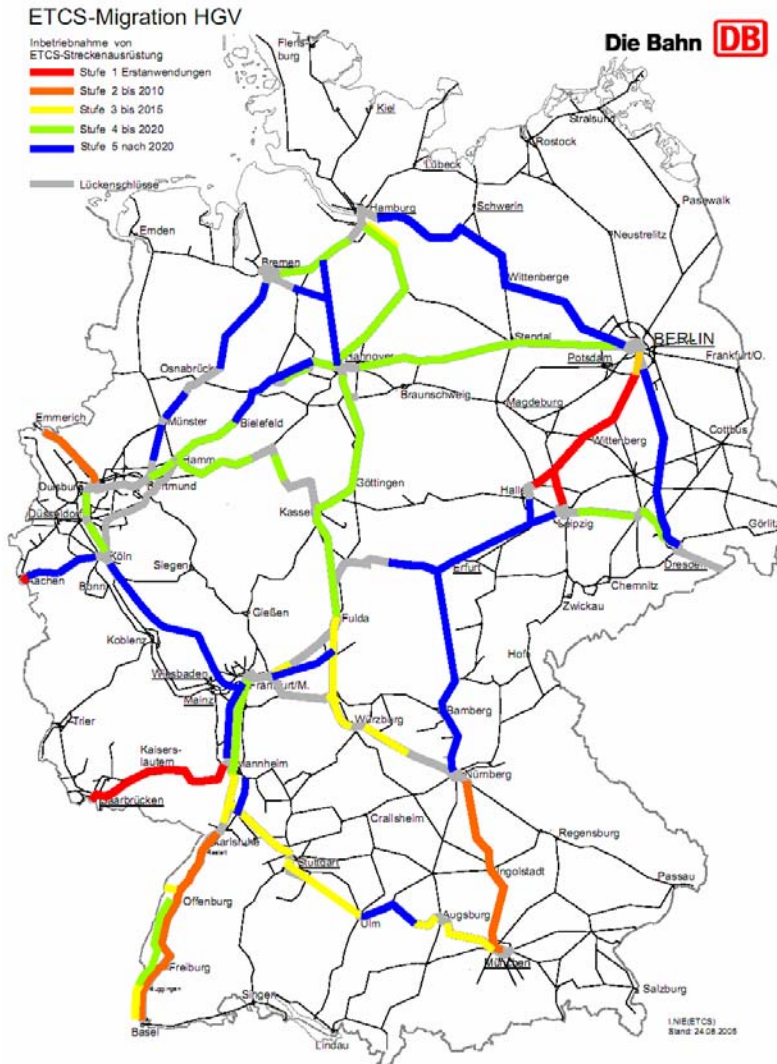 ETCS-Migration HGV
Die Bahn DB
Inbetriebnahme von
ETCS-Streckenausrüstung
Stufe 1 Erstanwendungen
Stufe 2 bis 2010
Stufe 3 bis 2015
Stufe 4 bis 2020
Stufe 5 nach 2020
Lückenschlüsse
Flens-
burg
Kiel
Stralsund
Rostock
Lübeck
Hamburg
Schwerin
Pasewalk
Emden
Neustrelitz
Bremen
Wittenberge
BERLIN
Stendal
Osnabrück
Hannover
Potsdam
Frankfurt/O.
Braunschweig
Magdeburg
Emmerich
Münster
Bielefeld
Cottbus
Wittenberg
Hamm
Duisburg
Dortmund
Göttingen
Halle
Düsseldorf
Kassel
Leipzig
Görlitz
Köln
Siegen
Erfurt
Dresden
Aachen
Bonn
Chemnitz
Zwickau
Gießen
Fulda
Koblenz
Hof
Wiesbaden
Frankfurt/M.
Mainz
Bamberg
Trier
Würzburg
Kaisers-
lautern
Mannheim
Nürnberg
Saarbrücken
Crailsheim
Karlsruhe
Regensburg
Stuttgart
Ingolstadt
Passau
Offenburg
Augsburg
Ulm
Freiburg
München
Salzburg
Singen
Basel
Lindau
I.NIE(ETCS)
Stand: 24.08.2005